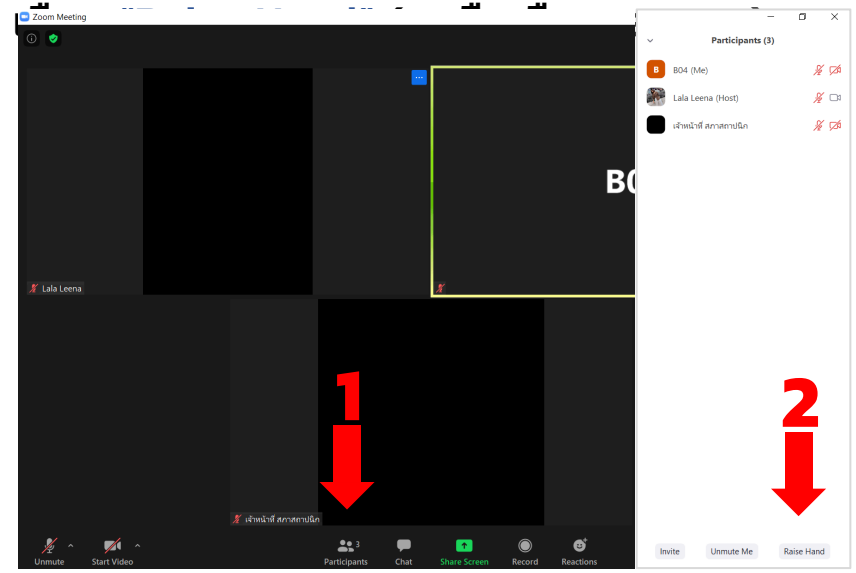 Zoom Meeting
Participants (3)
B
B04 (Me)
Lala Leena (Host)
เจ้าหน้าที่ สภาสถาปนิก
Lala Leena
1
2
เจ้าหน้าที่ สภาสถาปนิก
Unmute
Start Video
3
Participants
Chat
Share Screen
Record
Reactions
Invite
Unmute Me
Raise Hand